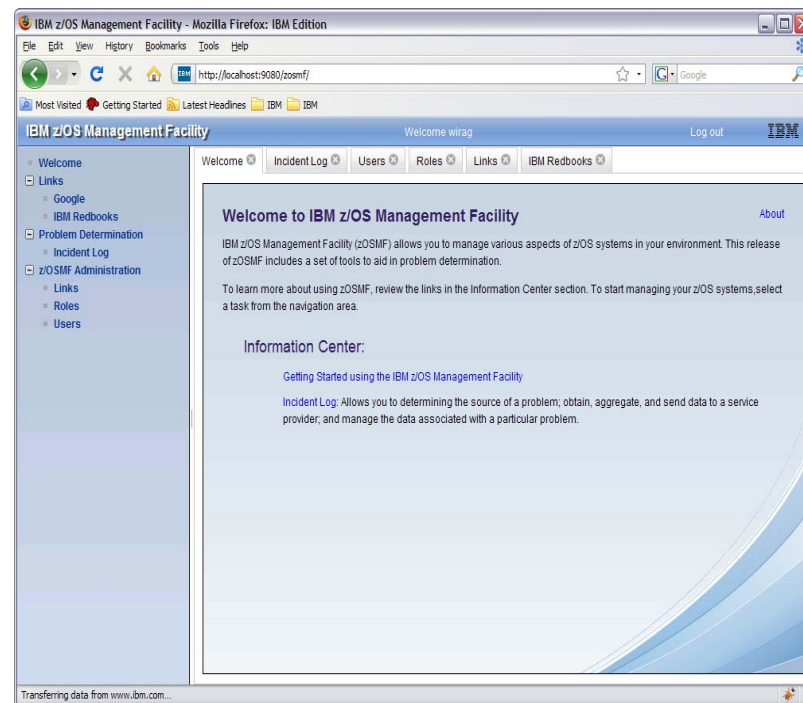 IBM z/OS Management Facility - Mozilla Firefox: IBM Edition
File Edit View History Bookmarks Tools Help
IBM http://localhost:9080/zosmf/ G Google
Most Visited Getting Started Latest Headlines IBM IBM
IBM z/OS Management Facility Welcome wirag Log out IBM
Welcome
Links
Google
IBM Redbooks
Problem Determination
Incident Log
z/OSMF Administration
Links
Roles
Users
Welcome Incident Log Users Roles Links IBM Redbooks
Welcome to IBM z/OS Management Facility About
IBM z/OS Management Facility (zOSMF) allows you to manage various aspects of z/OS systems in your environment. This release
of zOSMF includes a set of tools to aid in problem determination.
To learn more about using zOSMF, review the links in the Information Center section. To start managing your z/OS systems,select
a task from the navigation area.
Information Center:
Getting Started using the IBM z/OS Management Facility
Incident Log: Allows you to determining the source of a problem; obtain, aggregate, and send data to a service
provider; and manage the data associated with a particular problem.
Transferring data from www.ibm.com...